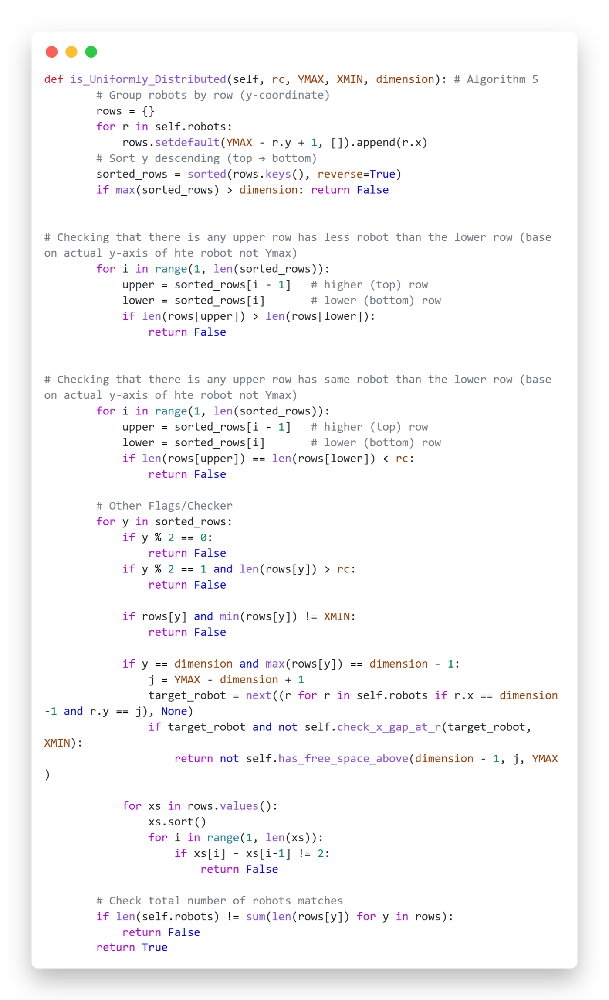 def is_Uniformly_Distributed(self, rc, YMAX, XMIN, dimension): # Algorithm 5
        # Group robots by row (y-coordinate)
        rows = {}
        for r in self.robots:
            rows.setdefault(YMAX - r.y + 1, []).append(r.x)
        # Sort y descending (top → bottom)
        sorted_rows = sorted(rows.keys(), reverse=True)
        if max(sorted_rows) > dimension: return False


# Checking that there is any upper row has less robot than the lower row (base
on actual y-axis of hte robot not Ymax)
        for i in range(1, len(sorted_rows)):
            upper = sorted_rows[i - 1]   # higher (top) row
            lower = sorted_rows[i]       # lower (bottom) row
            if len(rows[upper]) > len(rows[lower]):
                return False


# Checking that there is any upper row has same robot than the lower row (base
on actual y-axis of hte robot not Ymax)
        for i in range(1, len(sorted_rows)):
            upper = sorted_rows[i - 1]   # higher (top) row
            lower = sorted_rows[i]       # lower (bottom) row
            if len(rows[upper]) == len(rows[lower]) < rc:
                return False

        # Other Flags/Checker
        for y in sorted_rows:
            if y % 2 == 0:
                return False
            if y % 2 == 1 and len(rows[y]) > rc:
                return False

            if rows[y] and min(rows[y]) != XMIN:
                return False

            if y == dimension and max(rows[y]) == dimension - 1:
                j = YMAX - dimension + 1
                target_robot = next((r for r in self.robots if r.x == dimension
-1 and r.y == j), None)
                if target_robot and not self.check_x_gap_at_r(target_robot,
XMIN):
                    return not self.has_free_space_above(dimension - 1, j, YMAX
)

            for xs in rows.values():
                xs.sort()
                for i in range(1, len(xs)):
                    if xs[i] - xs[i-1] != 2:
                        return False

        # Check total number of robots matches
        if len(self.robots) != sum(len(rows[y]) for y in rows):
            return False
        return True